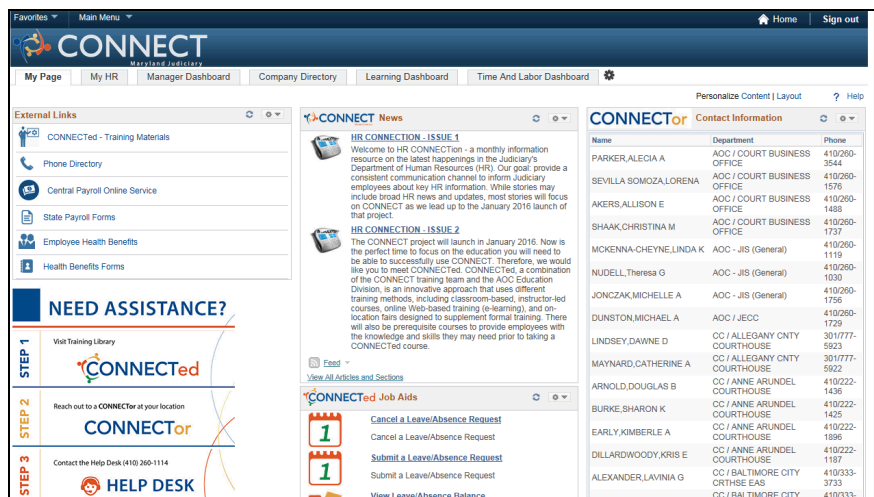 Favorites Main Menu Home Sign out
CONNECT
Maryland Judiciary
My Page My HR Manager Dashboard Company Directory Learning Dashboard Time And Labor Dashboard
Personalize Content | Layout ? Help
External Links
CONNECTed - Training Materials
Phone Directory
Central Payroll Online Service
State Payroll Forms
Employee Health Benefits
Health Benefits Forms
NEED ASSISTANCE?
STEP 1
Visit Training Library
CONNECTed
STEP 2
Reach out to a CONNECTor at your location
CONNECTor
STEP 3
Contact the Help Desk (410) 260-1114
HELP DESK
CONNECT News
HR CONNECTION - ISSUE 1
Welcome to HR CONNECTion - a monthly information
resource on the latest happenings in the Judiciary's
Department of Human Resources (HR). Our goal: provide a
consistent communication channel to inform Judiciary
employees about key HR information. While stories may
include broad HR news and updates, most stories will focus
on CONNECT as we lead up to the January 2016 launch of
that project.
HR CONNECTION - ISSUE 2
The CONNECT project will launch in January 2016. Now is
the perfect time to focus on the education you will need to
be able to successfully use CONNECT. Therefore, we would
like you to meet CONNECTed. CONNECTed, a combination
of the CONNECT training team and the AOC Education
Division, is an innovative approach that uses different
training methods, including classroom-based, instructor-led
courses, online Web-based training (e-learning), and on-
location fairs designed to supplement formal training. There
will also be prerequisite courses to provide employees with
the knowledge and skills they may need prior to taking a
CONNECTed course.
Feed
View All Articles and Sections
CONNECTed Job Aids
1
Cancel a Leave/Absence Request
Cancel a Leave/Absence Request
1
Submit a Leave/Absence Request
Submit a Leave/Absence Request
View Leave/Absence Balance
CONNECTor Contact Information
Name Department Phone
PARKER,ALECIA A AOC / COURT BUSINESS 410/260-
OFFICE 3544
SEVILLA SOMOZA,LORENA AOC / COURT BUSINESS 410/260-
OFFICE 1576
AKERS,ALLISON E AOC / COURT BUSINESS 410/260-
OFFICE 1488
SHAAK,CHRISTINA M AOC / COURT BUSINESS 410/260-
OFFICE 1737
MCKENNA-CHEYNE,LINDA K AOC - JIS (General) 410/260-
1119
NUDELL,Theresa G AOC - JIS (General) 410/260-
1030
JONCZAK,MICHELLE A AOC - JIS (General) 410/260-
1756
DUNSTON,MICHAEL A AOC / JECC 410/260-
1729
LINDSEY,DAWNE D CC / ALLEGANY CNTY 301/777-
COURTHOUSE 5923
MAYNARD,CATHERINE A CC / ALLEGANY CNTY 301/777-
COURTHOUSE 5922
ARNOLD,DOUGLAS B CC / ANNE ARUNDEL 410/222-
COURTHOUSE 1436
BURKE,SHARON K CC / ANNE ARUNDEL 410/222-
COURTHOUSE 1425
EARLY,KIMBERLE A CC / ANNE ARUNDEL 410/222-
COURTHOUSE 1896
DILLARDWOODY,KRIS E CC / ANNE ARUNDEL 410/222-
COURTHOUSE 1187
ALEXANDER,LAVINIA G CC / BALTIMORE CITY 410/333-
CRTHSE EAS 3733
CC / BALTIMORE CITY 410/333-